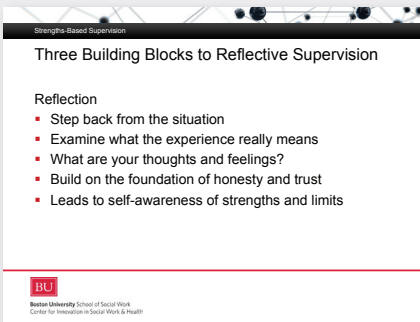 Strengths-Based Supervision
Three Building Blocks to Reflective Supervision
Reflection
▪ Step back from the situation
▪ Examine what the experience really means
▪ What are your thoughts and feelings?
▪ Build on the foundation of honesty and trust
▪ Leads to self-awareness of strengths and limits
BU
Boston University School of Social Work
Center for Innovation in Social Work & Health